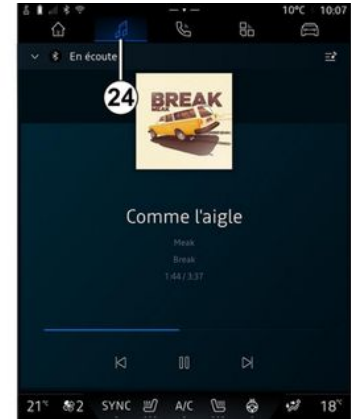 10°C 10:07
En écoute
24
BREAK
MEAK
Comme l'aigle
Meak
Break
1:44 / 3:37
21°C 2 SYNC A/C 18°C